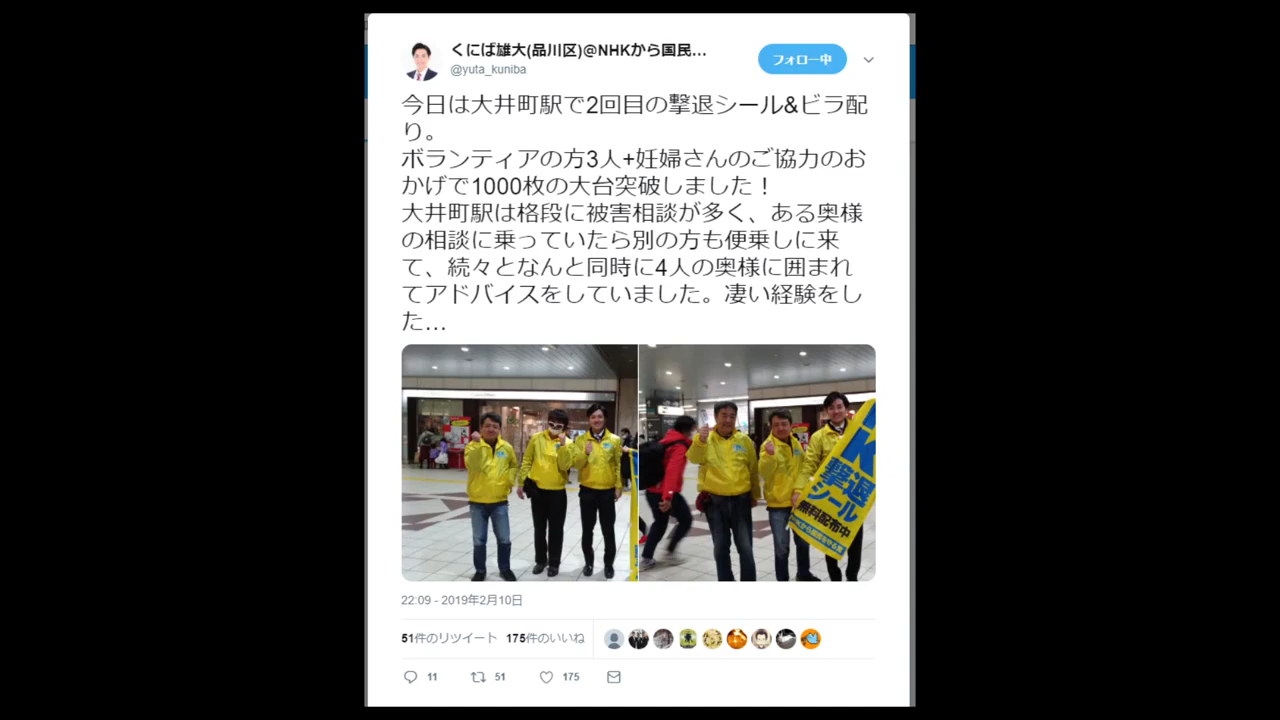 くにば雄大(品川区)@NHKから国民...
@yuta_kuniba
フォロー中
今日は大井町駅で2回目の撃退シール&ビラ配
り。
ボランティアの方3人+妊婦さんのご協力のお
かげで1000枚の大台突破しました！
大井町駅は格段に被害相談が多く、ある奥様
の相談に乗っていたら別の方も便乗しに来
て、続々となんと同時に4人の奥様に囲まれ
てアドバイスをしていました。凄い経験をし
た...
K
撃退
シール
無料配布中
22:09 - 2019年2月10日
51件のリツイート 175件のいいね
11 51 175